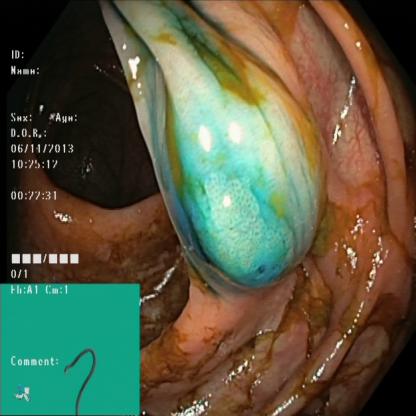 ID:
Name:
Sex: Age:
D.O.B.:
06/14/2013
10:25:12
00:22:31
■■■/■■■
0/1
Eh:A1 Cm:1
Comment: